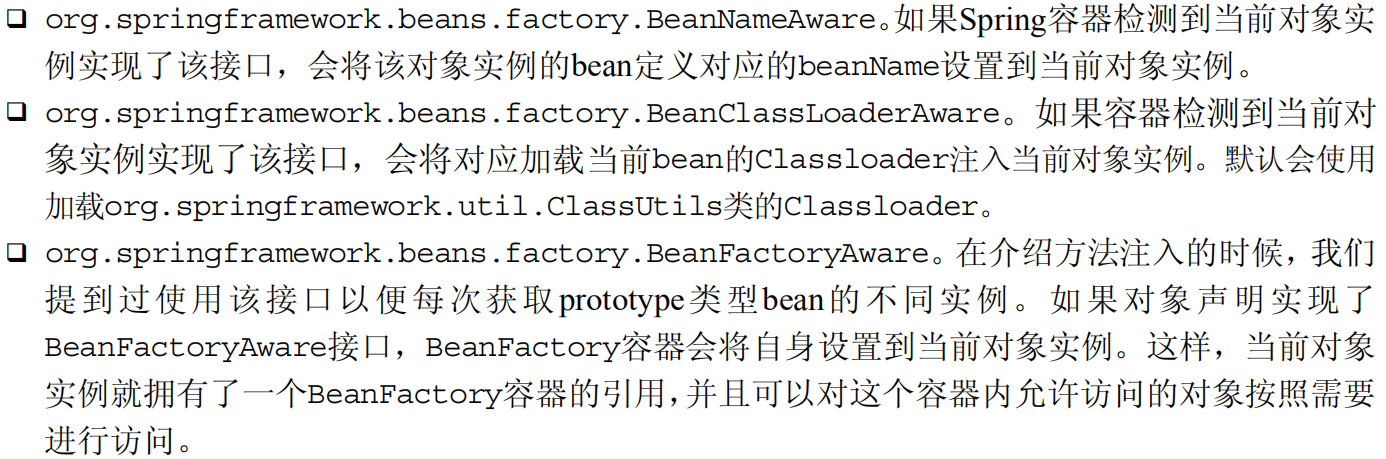 ❑ org.springframework.beans.factory.BeanNameAware。如果Spring容器检测到当前对象实
例实现了该接口，会将该对象实例的bean定义对应的beanName设置到当前对象实例。
❑ org.springframework.beans.factory.BeanClassLoaderAware。如果容器检测到当前对
象实例实现了该接口，会将对应加载当前bean的Classloader注入当前对象实例。默认会使用
加载org.springframework.util.ClassUtils类的Classloader。
❑ org.springframework.beans.factory.BeanFactoryAware。在介绍方法注入的时候，我们
提到过使用该接口以便每次获取prototype类型bean的不同实例。如果对象声明实现了
BeanFactoryAware接口，BeanFactory容器会将自身设置到当前对象实例。这样，当前对象
实例就拥有了一个BeanFactory容器的引用，并且可以对这个容器内允许访问的对象按照需要
进行访问。